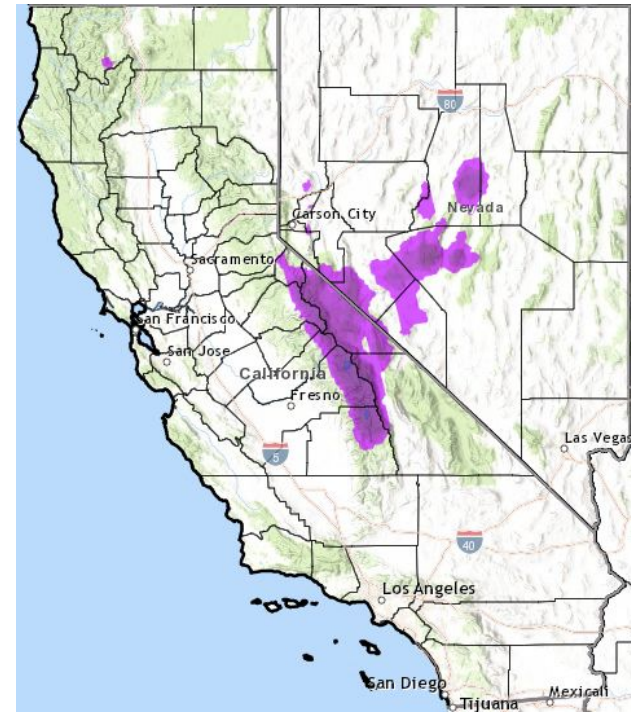 80
Nevada
Carson City
Sacramento
San Francisco
San Jose
California
Fresno
5
Las Vegas
40
Los Angeles
San Diego
Tijuana
Mexicali